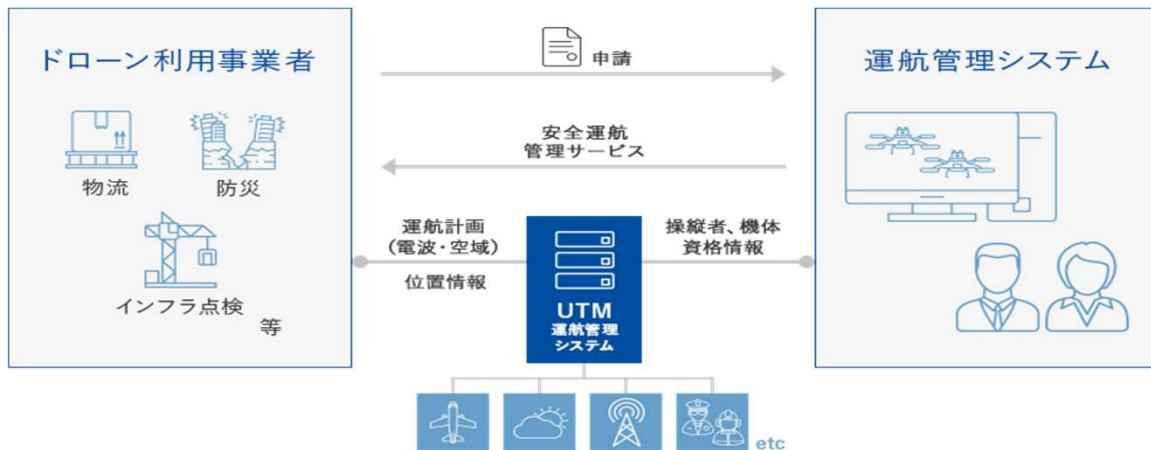 ドローン利用事業者
物流
防災
インフラ点検
等
申請
安全運航
管理サービス
運航計画
(電波・空域)
位置情報
UTM
運航管理
システム
操縦者、機体
資格情報
etc
運航管理システム